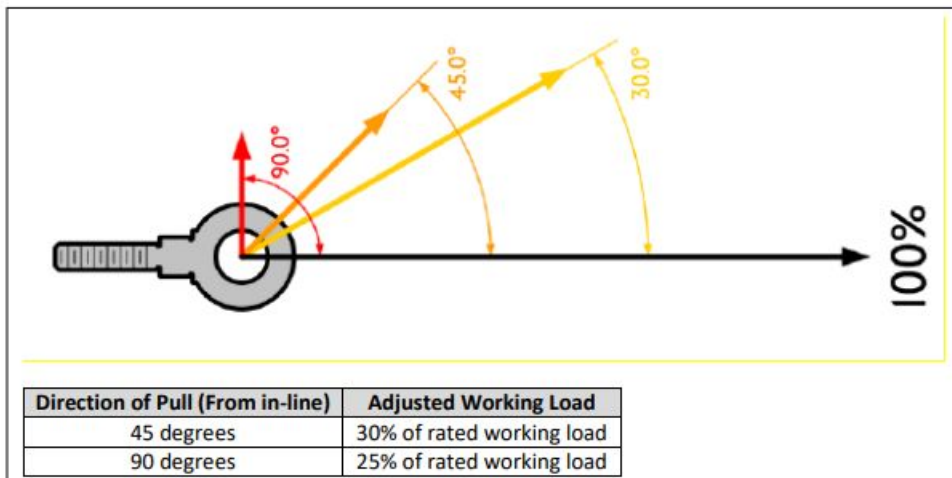 90.0°
45.0°
30.0°
100%
Direction of Pull (From in-line) Adjusted Working Load
45 degrees 30% of rated working load
90 degrees 25% of rated working load